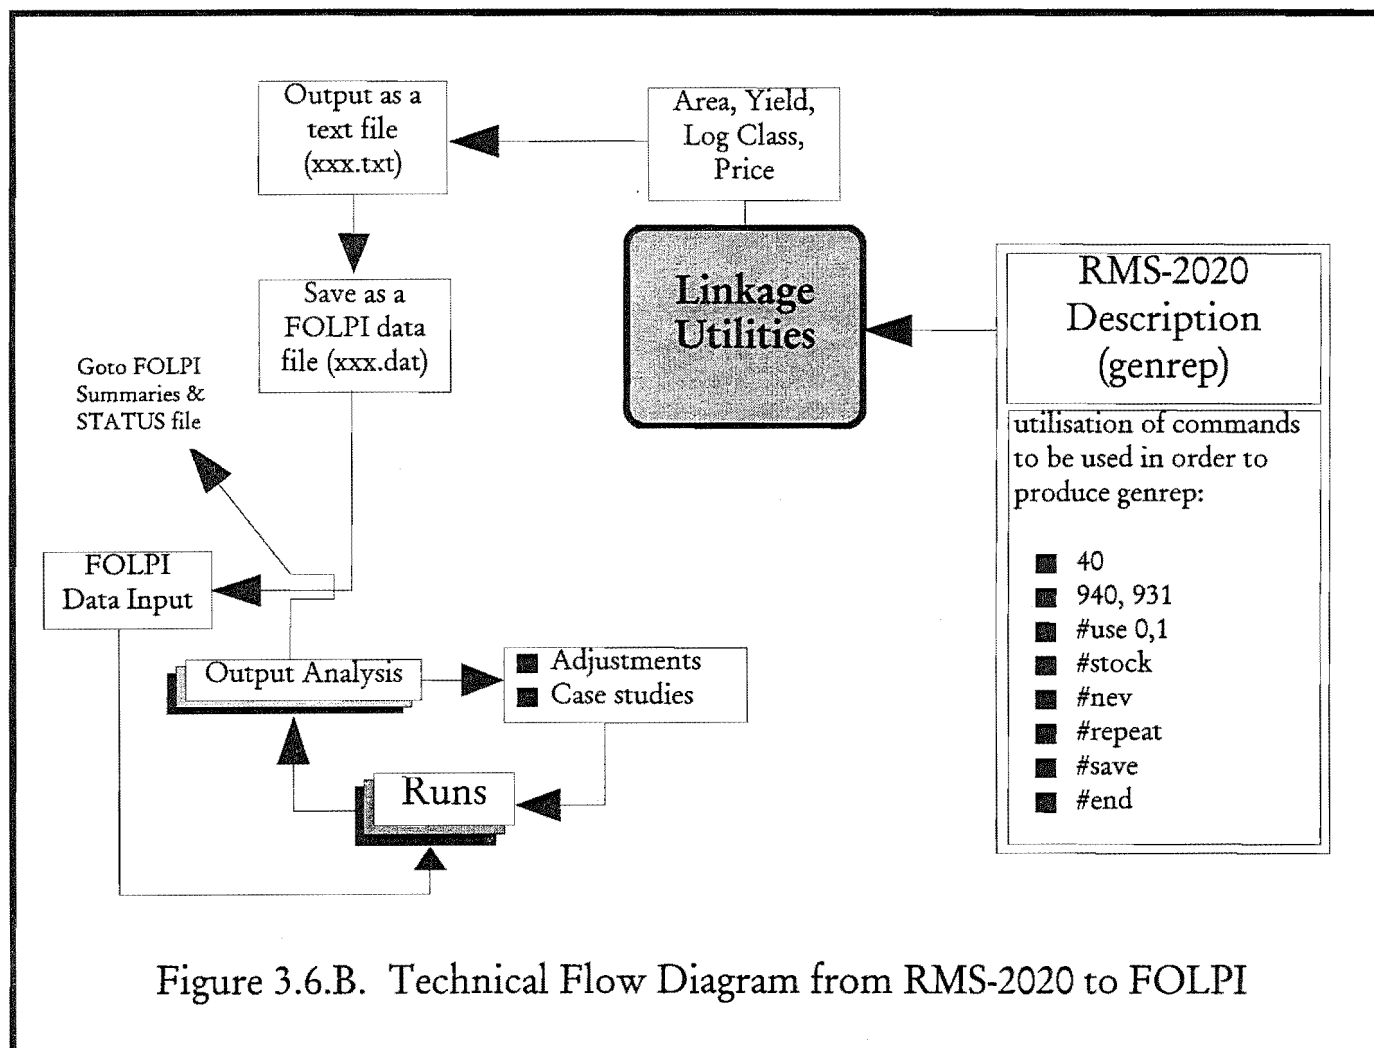 Output as a
text file
(xxx.txt)
Area, Yield,
Log Class,
Price
Save as a
FOLPI data
file (xxx.dat)
Linkage
Utilities
RMS-2020
Description
(genrep)
utilisation of commands
to be used in order to
produce genrep:
40
940, 931
#use 0,1
#stock
#nev
#repeat
#save
#end
Goto FOLPI
Summaries &
STATUS file
FOLPI
Data Input
Output Analysis
Adjustments
Case studies
Runs
Figure 3.6.B. Technical Flow Diagram from RMS-2020 to FOLPI